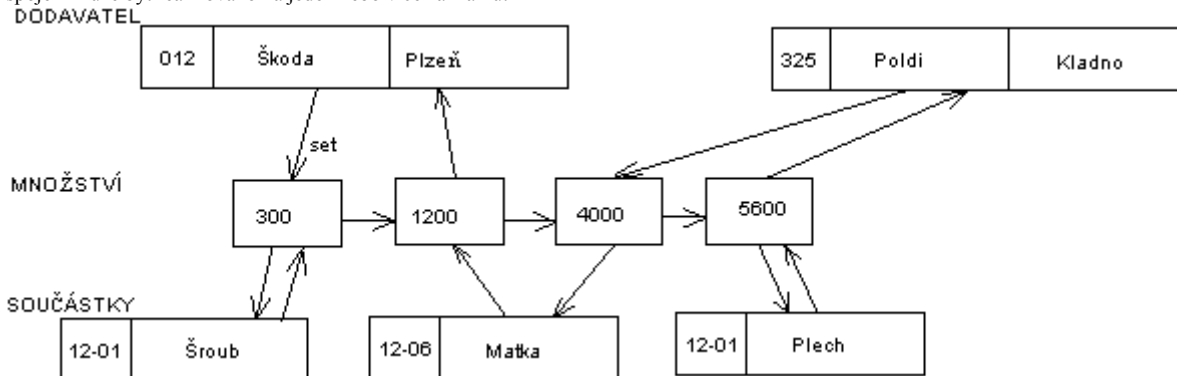 DODAVATEL
012 Škoda Plzeň
325 Poldi Kladno
set
MNOŽSTVÍ
300 1200 4000 5600
SOUČÁSTKY
12-01 Šroub
12-06 Matka
12-01 Plech